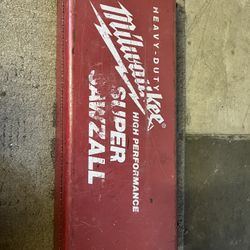 HEAVY-DUTY
Milwaukee
HIGH PERFORMANCE
SUPER
SAWZALL